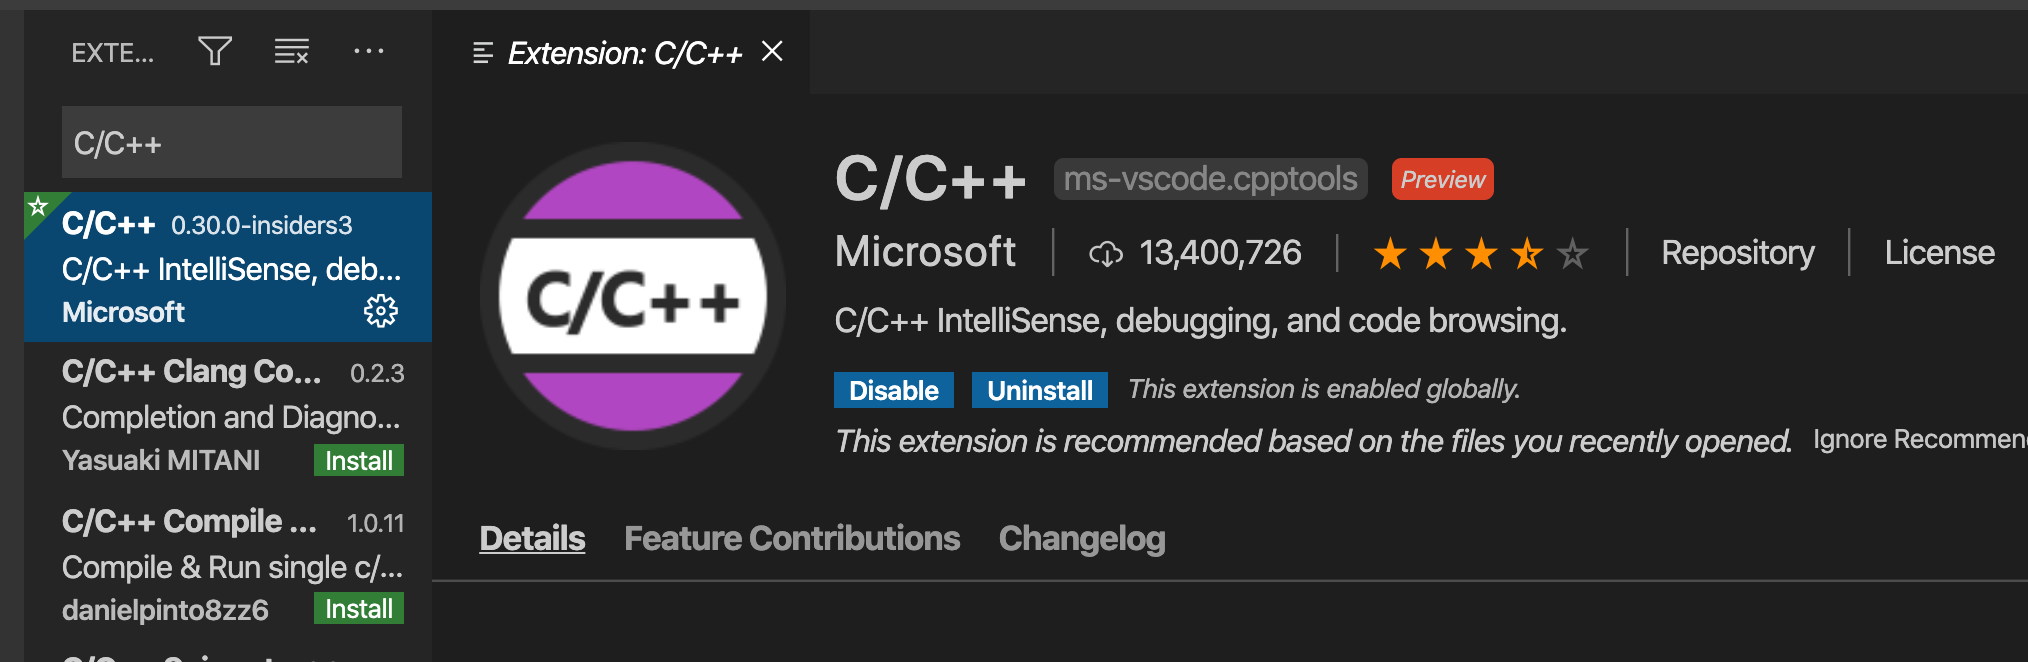 EXTE...
C/C++
C/C++ 0.30.0-insiders3
C/C++ IntelliSense, deb...
Microsoft
C/C++ Clang Co... 0.2.3
Completion and Diagno...
Yasuaki MITANI Install
C/C++ Compile ... 1.0.11
Compile & Run single c/...
danielpinto8zz6 Install
Extension: C/C++
C/C++
C/C++ ms-vscode.cpptools Preview
Microsoft 13,400,726 Repository License
C/C++ IntelliSense, debugging, and code browsing.
Disable Uninstall This extension is enabled globally.
This extension is recommended based on the files you recently opened. Ignore Recommen
Details Feature Contributions Changelog